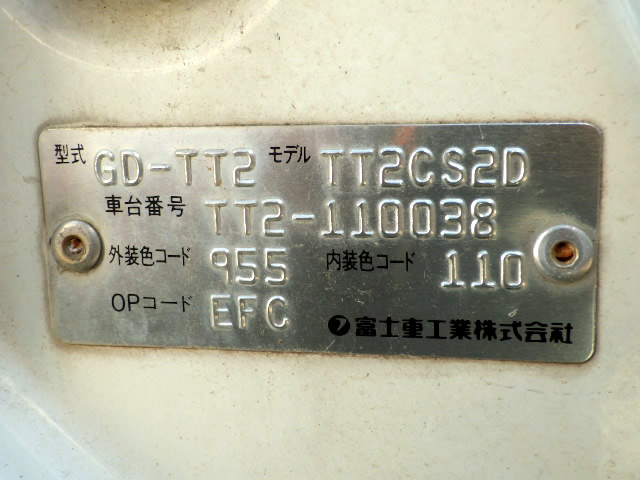 型式 GD-TT2 モデル TT2CS2D
車台番号 TT2-110038
外装色コード 955 内装色コード 110
OPコード EFC
富士重工業株式会社